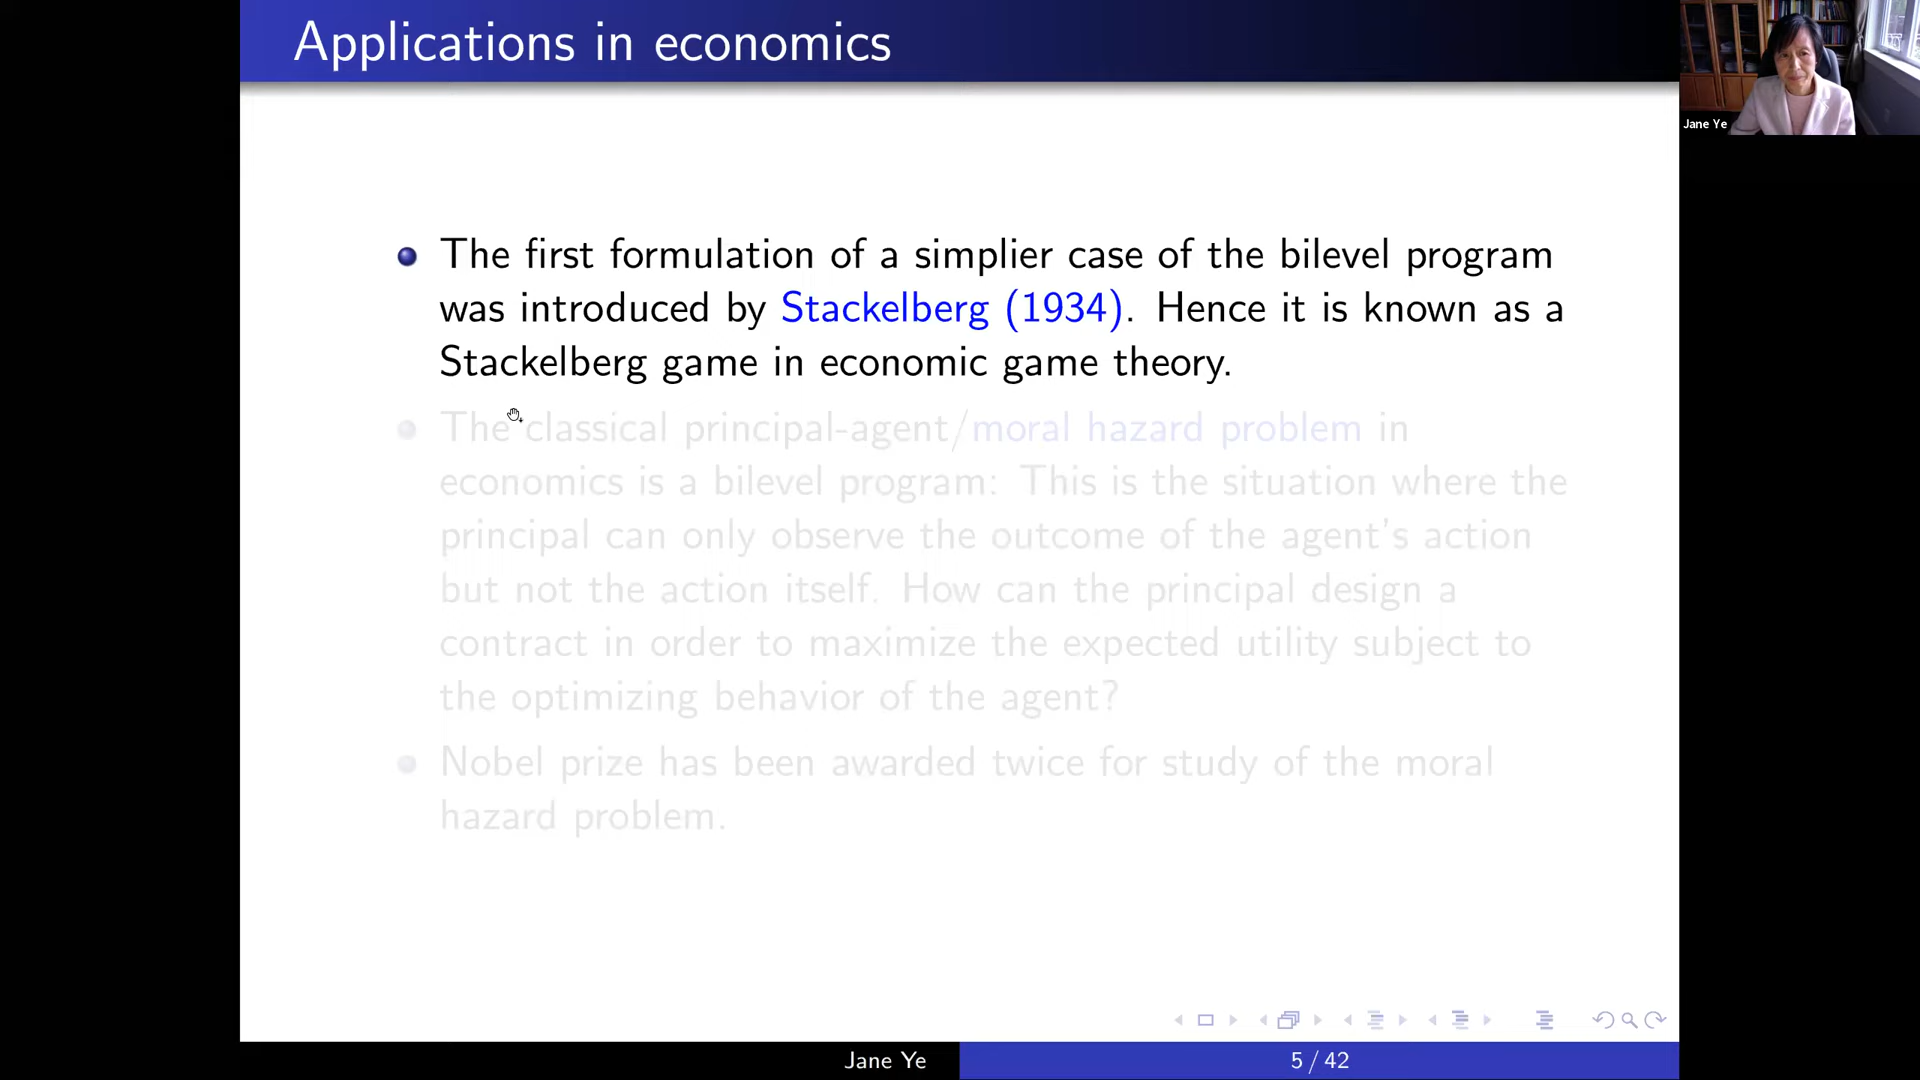 Applications in economics
Jane Ye
The first formulation of a simplier case of the bilevel program
was introduced by Stackelberg (1934). Hence it is known as a
Stackelberg game in economic game theory.
The classical principal-agent/moral hazard problem in
economics is a bilevel program: This is the situation where the
principal can only observe the outcome of the agent's action
but not the action itself. How can the principal design a
contract in order to maximize the expected utility subject to
the optimizing behavior of the agent?
Nobel prize has been awarded twice for study of the moral
hazard problem.
Jane Ye
5 / 42